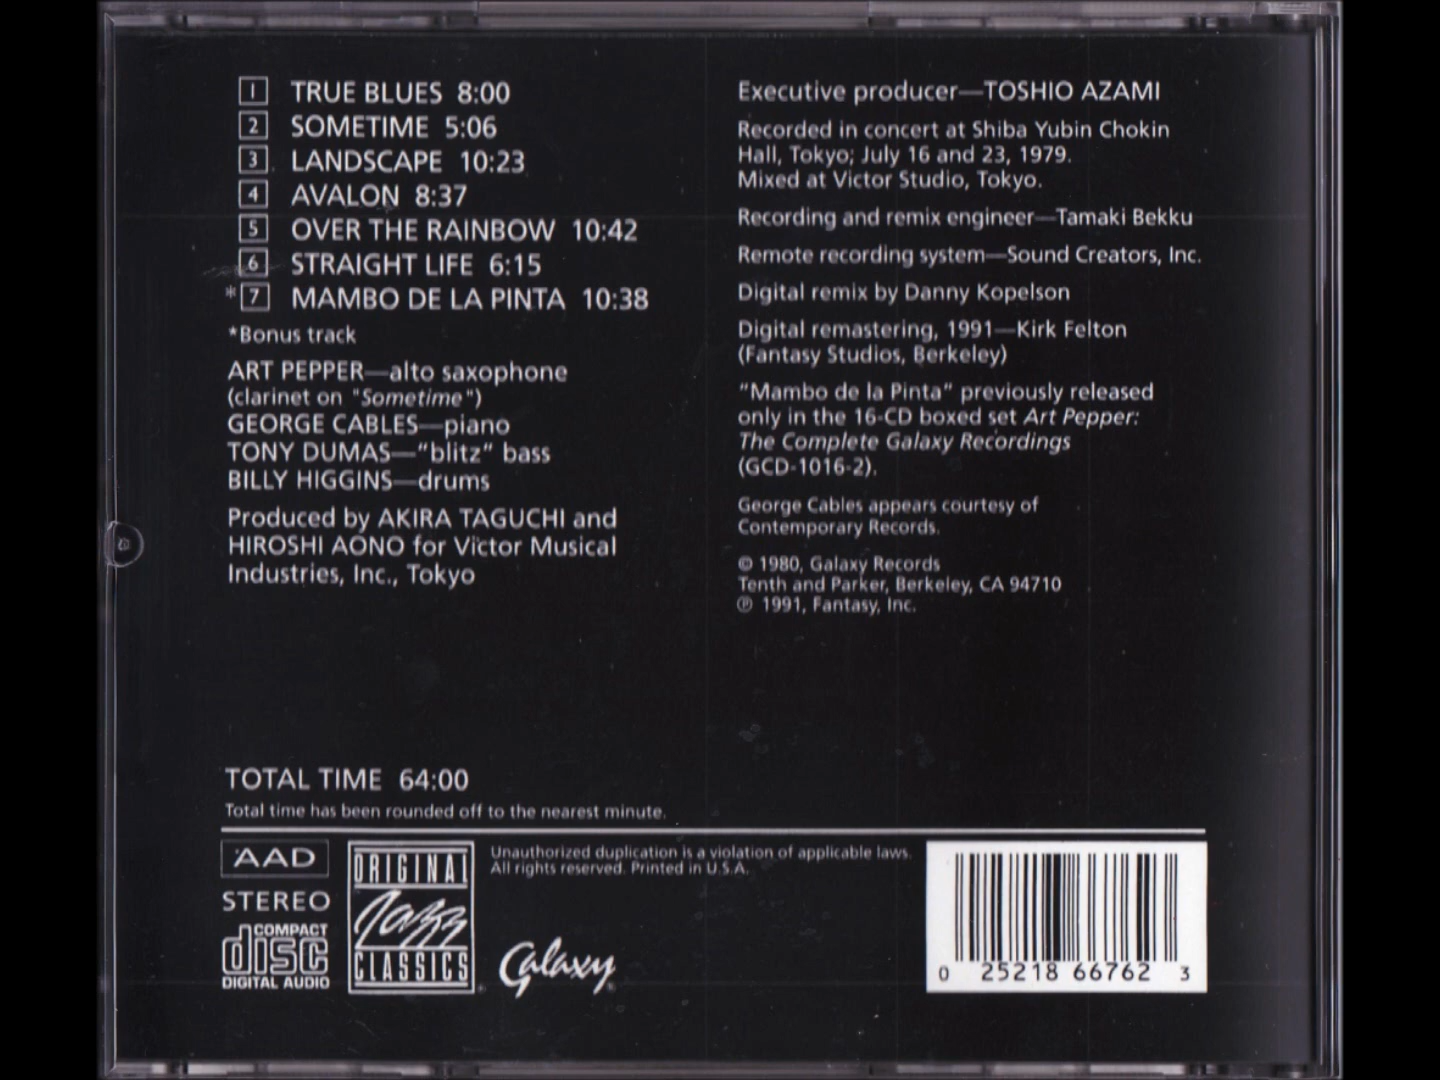 1 TRUE BLUES 8:00
2 SOMETIME 5:06
3 LANDSCAPE 10:23
4 AVALON 8:37
5 OVER THE RAINBOW 10:42
6 STRAIGHT LIFE 6:15
*7 MAMBO DE LA PINTA 10:38
*Bonus track
ART PEPPER—alto saxophone
(clarinet on "Sometime")
GEORGE CABLES—piano
TONY DUMAS—"blitz" bass
BILLY HIGGINS—drums
Produced by AKIRA TAGUCHI and
HIROSHI AONO for Victor Musical
Industries, Inc., Tokyo
Executive producer—TOSHIO AZAMI
Recorded in concert at Shiba Yubin Chokin
Hall, Tokyo; July 16 and 23, 1979.
Mixed at Victor Studio, Tokyo.
Recording and remix engineer—Tamaki Bekku
Remote recording system—Sound Creators, Inc.
Digital remix by Danny Kopelson
Digital remastering, 1991—Kirk Felton
(Fantasy Studios, Berkeley)
"Mambo de la Pinta" previously released
only in the 16-CD boxed set Art Pepper:
The Complete Galaxy Recordings
(GCD-1016-2).
George Cables appears courtesy of
Contemporary Records.
© 1980, Galaxy Records
Tenth and Parker, Berkeley, CA 94710
℗ 1991, Fantasy, Inc.
TOTAL TIME 64:00
Total time has been rounded off to the nearest minute.
AAD
STEREO
COMPACT
disc
DIGITAL AUDIO
ORIGINAL
Jazz
CLASSICS
Unauthorized duplication is a violation of applicable laws.
All rights reserved. Printed in U.S.A.
Galaxy
0 25218 66762 3